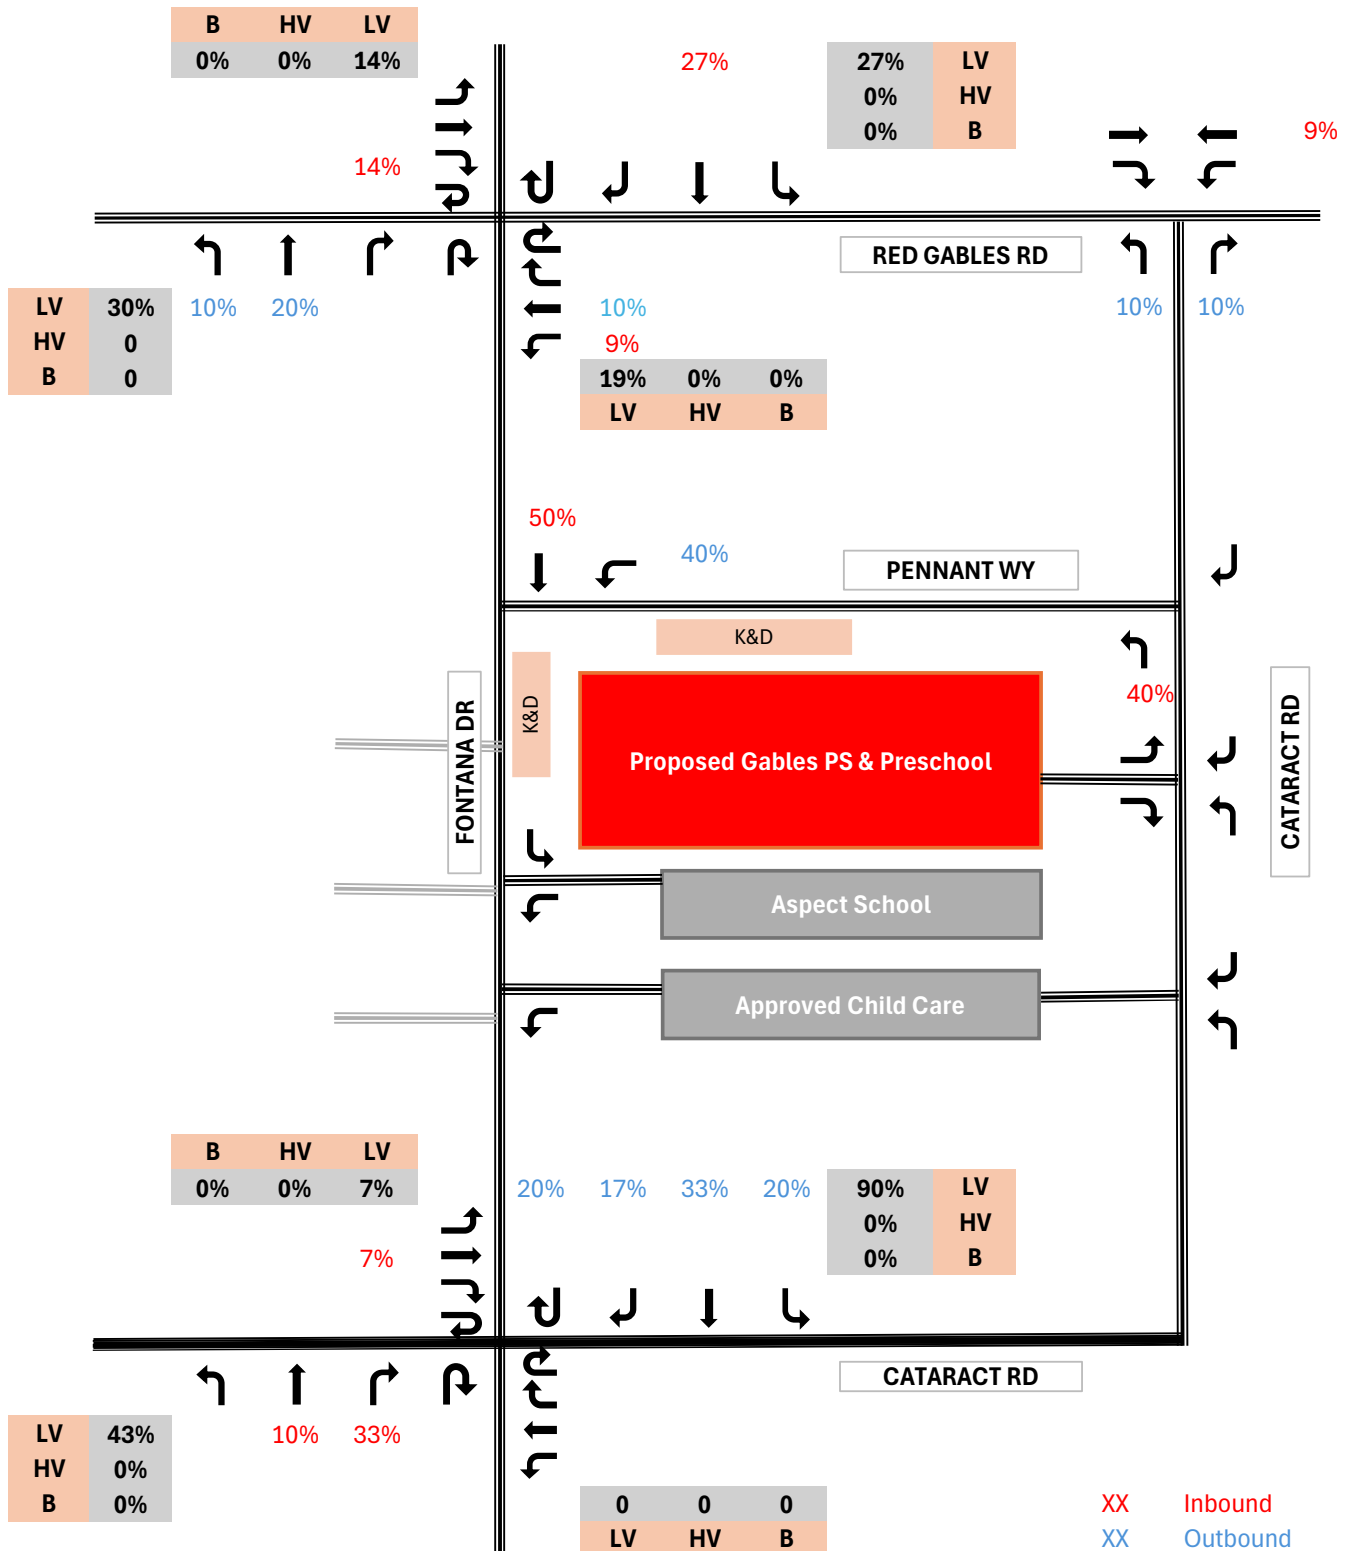 B HV LV
0% 0% 14%
27%
27% LV
0% HV
0% B
9%
14%
RED GABLES RD
LV 30%
HV 0
B 0
10% 20%
10%
9%
19% 0% 0%
LV HV B
10% 10%
50%
40%
PENNANT WY
K&D
K&D
40%
FONTANA DR
CATARACT RD
Proposed Gables PS & Preschool
Aspect School
Approved Child Care
B HV LV
0% 0% 7%
20% 17% 33% 20%
90% LV
0% HV
0% B
7%
CATARACT RD
LV 43%
HV 0%
B 0%
10% 33%
0 0 0
LV HV B
XX Inbound
XX Outbound